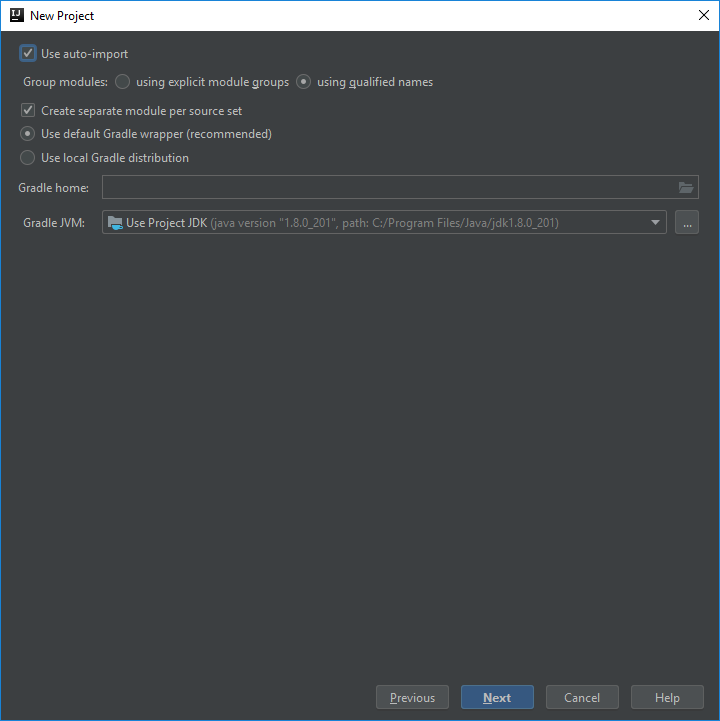 IJ New Project
Use auto-import
Group modules: using explicit module groups using qualified names
Create separate module per source set
Use default Gradle wrapper (recommended)
Use local Gradle distribution
Gradle home:
Gradle JVM: Use Project JDK (java version "1.8.0_201", path: C:/Program Files/Java/jdk1.8.0_201) ...
Previous Next Cancel Help